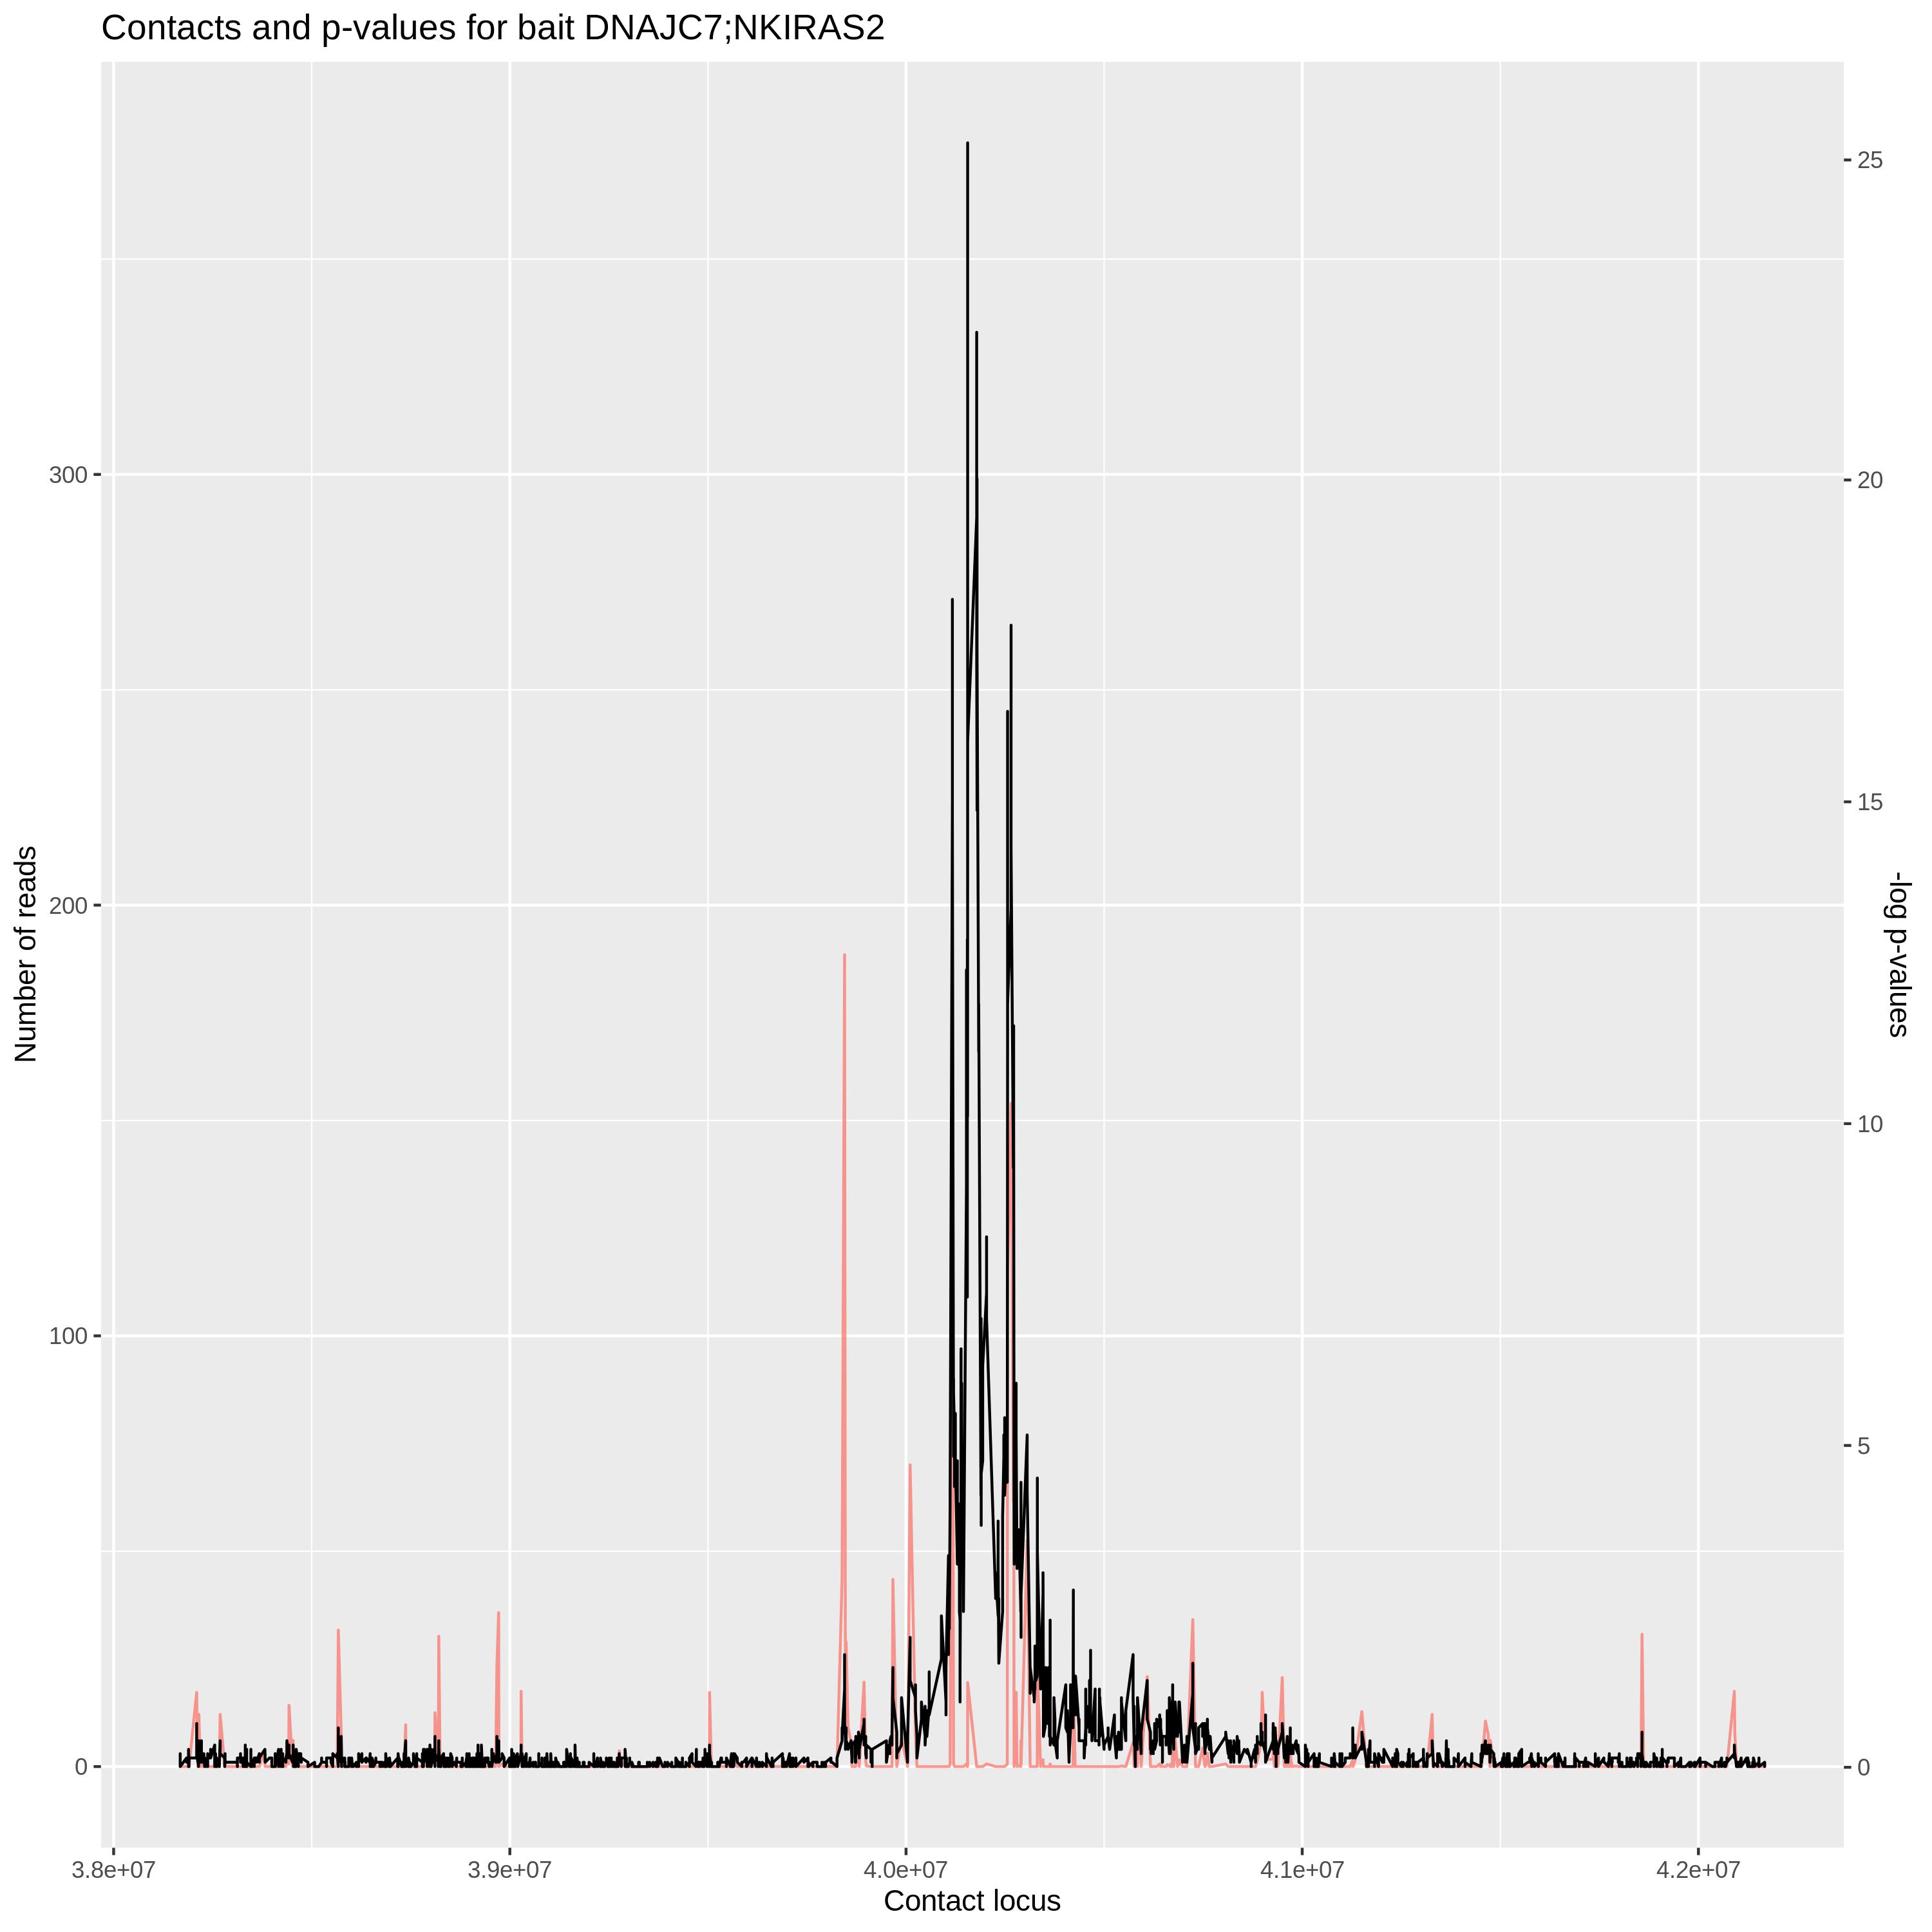 Contacts and p-values for bait DNAJC7;NKIRAS2
Number of reads
300
200
100
0
25
20
15
10
5
0
-log p-values
3.8e+07
3.9e+07
4.0e+07
4.1e+07
4.2e+07
Contact locus